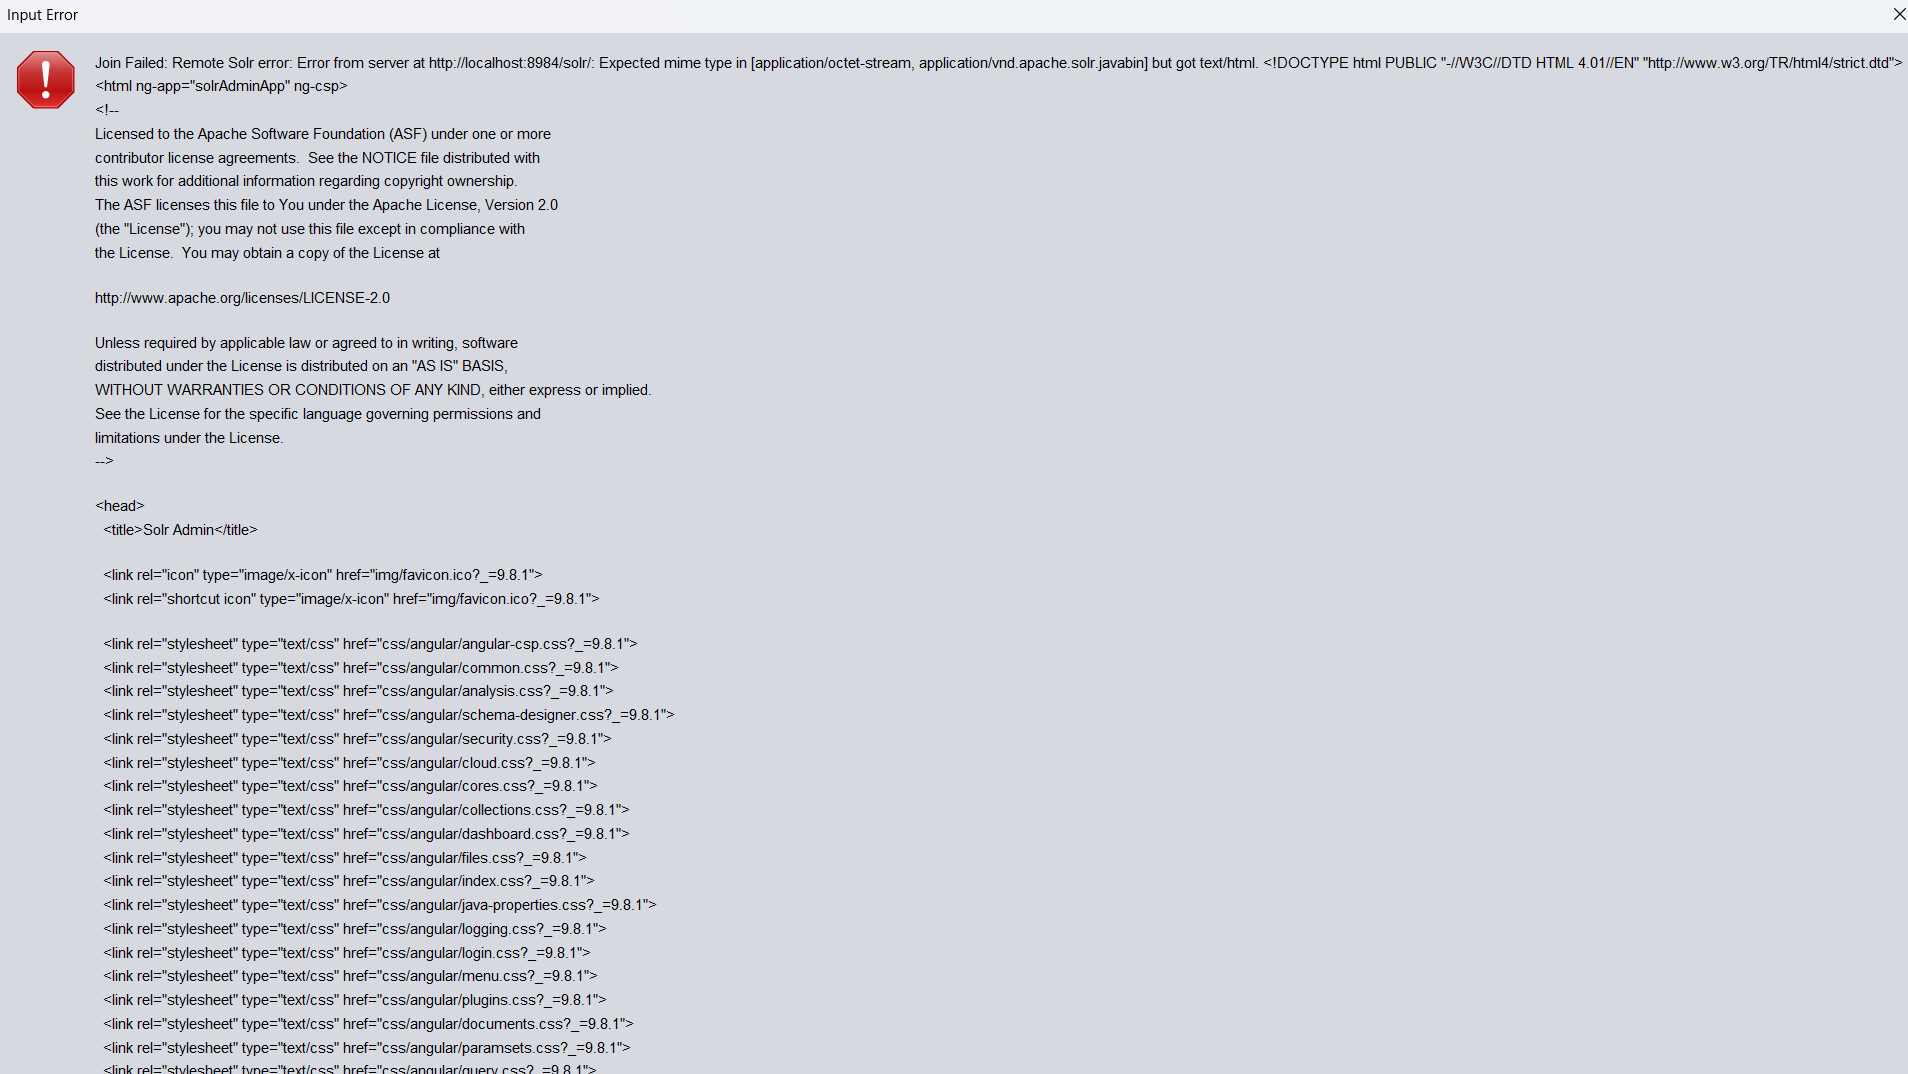 Input Error
Join Failed: Remote Solr error: Error from server at http://localhost:8984/solr/: Expected mime type in [application/octet-stream, application/vnd.apache.solr.javabin] but got text/html. <!DOCTYPE html PUBLIC "-//W3C//DTD HTML 4.01//EN" "http://www.w3.org/TR/html4/strict.dtd">
<html ng-app="solrAdminApp" ng-csp>
<!--
Licensed to the Apache Software Foundation (ASF) under one or more
contributor license agreements.  See the NOTICE file distributed with
this work for additional information regarding copyright ownership.
The ASF licenses this file to You under the Apache License, Version 2.0
(the "License"); you may not use this file except in compliance with
the License.  You may obtain a copy of the License at
http://www.apache.org/licenses/LICENSE-2.0
Unless required by applicable law or agreed to in writing, software
distributed under the License is distributed on an "AS IS" BASIS,
WITHOUT WARRANTIES OR CONDITIONS OF ANY KIND, either express or implied.
See the License for the specific language governing permissions and
limitations under the License.
-->
<head>
<title>Solr Admin</title>
<link rel="icon" type="image/x-icon" href="img/favicon.ico?_=9.8.1">
<link rel="shortcut icon" type="image/x-icon" href="img/favicon.ico?_=9.8.1">
<link rel="stylesheet" type="text/css" href="css/angular/angular-csp.css?_=9.8.1">
<link rel="stylesheet" type="text/css" href="css/angular/common.css?_=9.8.1">
<link rel="stylesheet" type="text/css" href="css/angular/analysis.css?_=9.8.1">
<link rel="stylesheet" type="text/css" href="css/angular/schema-designer.css?_=9.8.1">
<link rel="stylesheet" type="text/css" href="css/angular/security.css?_=9.8.1">
<link rel="stylesheet" type="text/css" href="css/angular/cloud.css?_=9.8.1">
<link rel="stylesheet" type="text/css" href="css/angular/cores.css?_=9.8.1">
<link rel="stylesheet" type="text/css" href="css/angular/collections.css?_=9.8.1">
<link rel="stylesheet" type="text/css" href="css/angular/dashboard.css?_=9.8.1">
<link rel="stylesheet" type="text/css" href="css/angular/files.css?_=9.8.1">
<link rel="stylesheet" type="text/css" href="css/angular/index.css?_=9.8.1">
<link rel="stylesheet" type="text/css" href="css/angular/java-properties.css?_=9.8.1">
<link rel="stylesheet" type="text/css" href="css/angular/logging.css?_=9.8.1">
<link rel="stylesheet" type="text/css" href="css/angular/login.css?_=9.8.1">
<link rel="stylesheet" type="text/css" href="css/angular/menu.css?_=9.8.1">
<link rel="stylesheet" type="text/css" href="css/angular/plugins.css?_=9.8.1">
<link rel="stylesheet" type="text/css" href="css/angular/documents.css?_=9.8.1">
<link rel="stylesheet" type="text/css" href="css/angular/paramsets.css?_=9.8.1">
<link rel="stylesheet" type="text/css" href="css/angular/query.css?_=9.8.1">